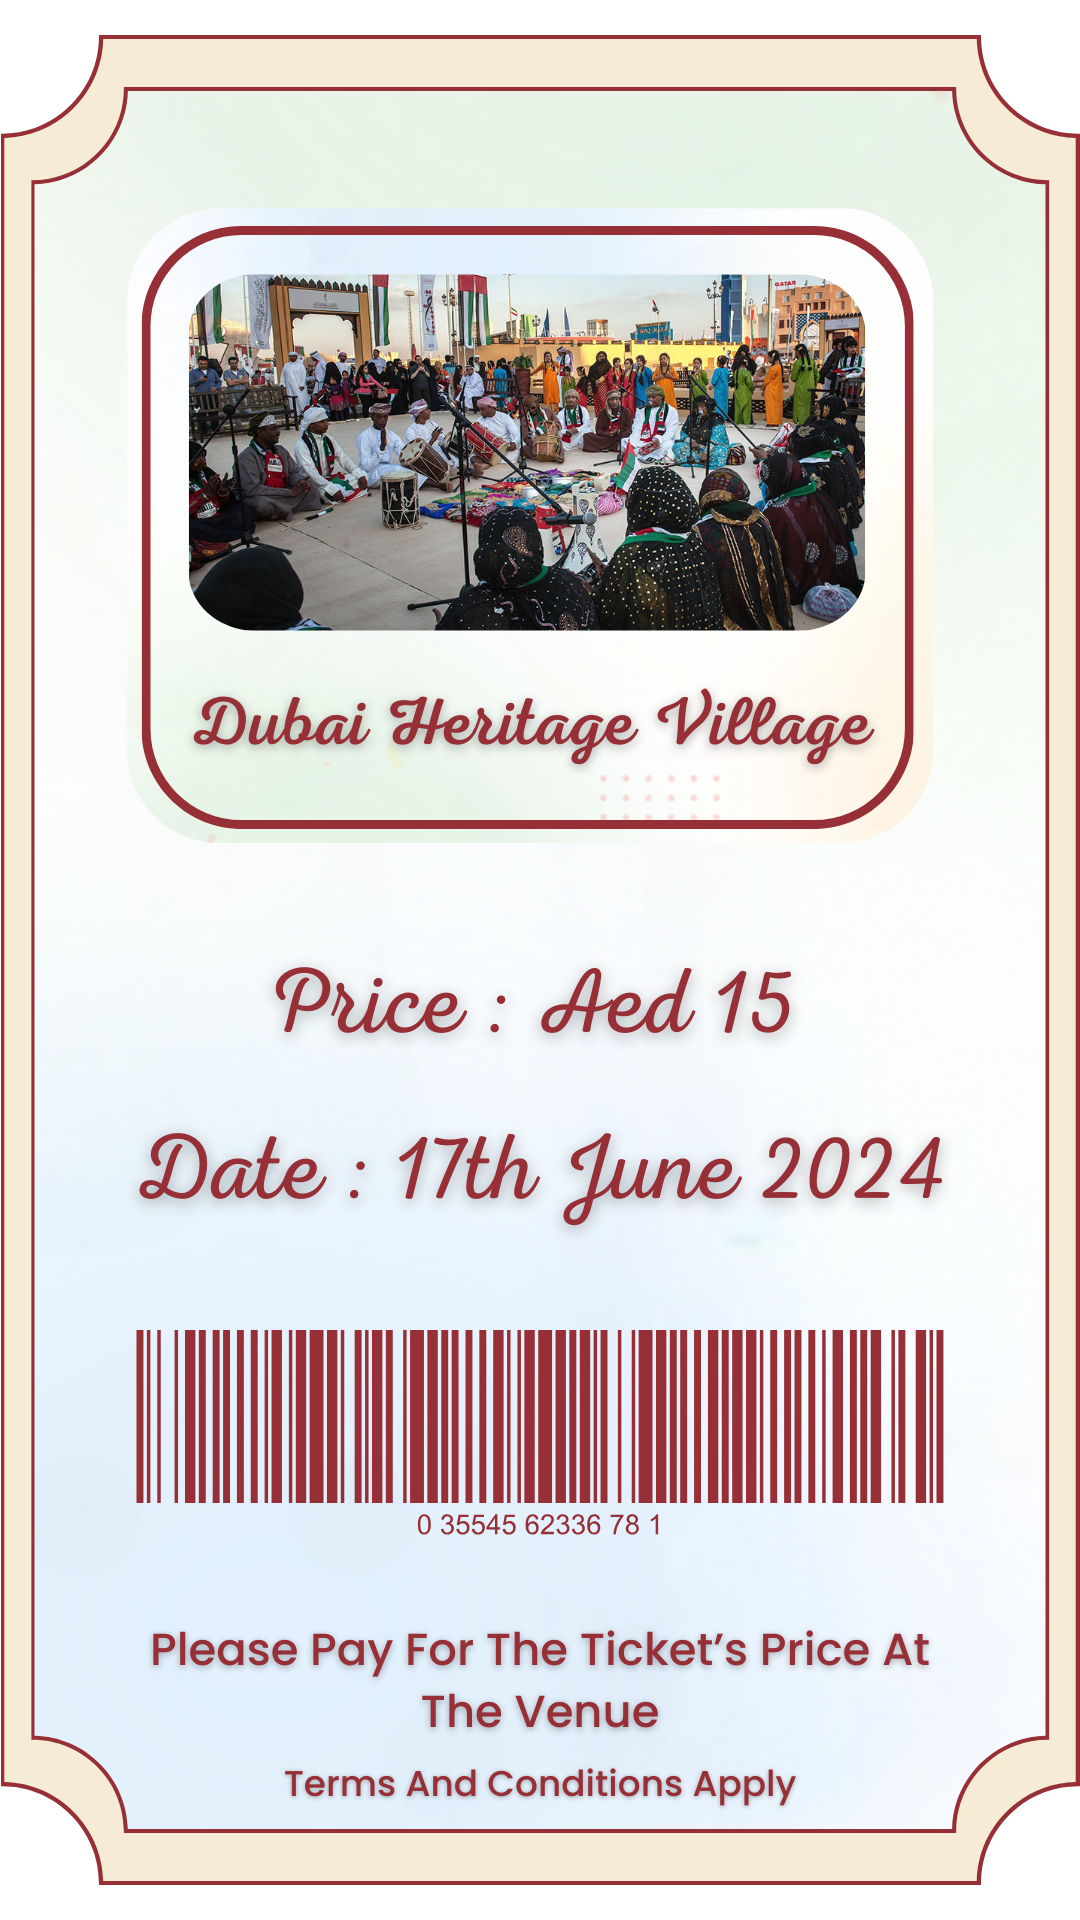 QATAR
Dubai Heritage Village
Price : Aed 15
Date : 17th June 2024
0 35545 62336 78 1
Please Pay For The Ticket’s Price At
The Venue
Terms And Conditions Apply